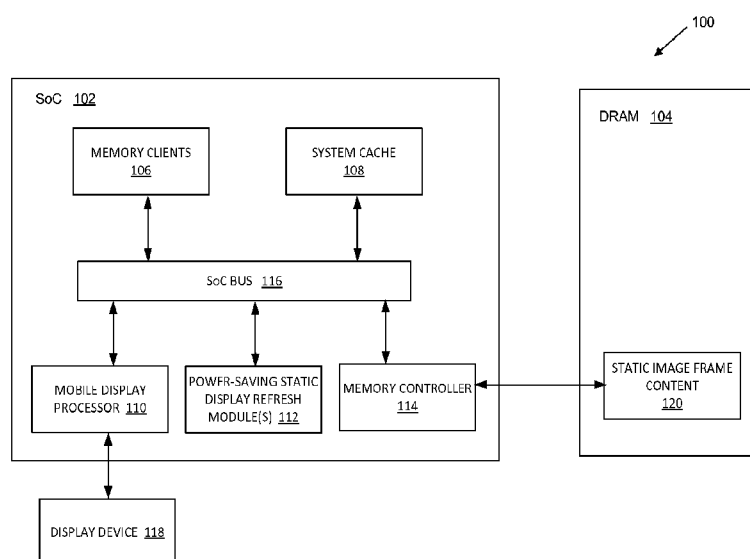 100
SoC 102
DRAM 104
MEMORY CLIENTS
106
SYSTEM CACHE
108
SoC BUS 116
MOBILE DISPLAY
PROCESSOR 110
POWER-SAVING STATIC
DISPLAY REFRESH
MODULE(S) 112
MEMORY CONTROLLER
114
STATIC IMAGE FRAME
CONTENT
120
DISPLAY DEVICE 118